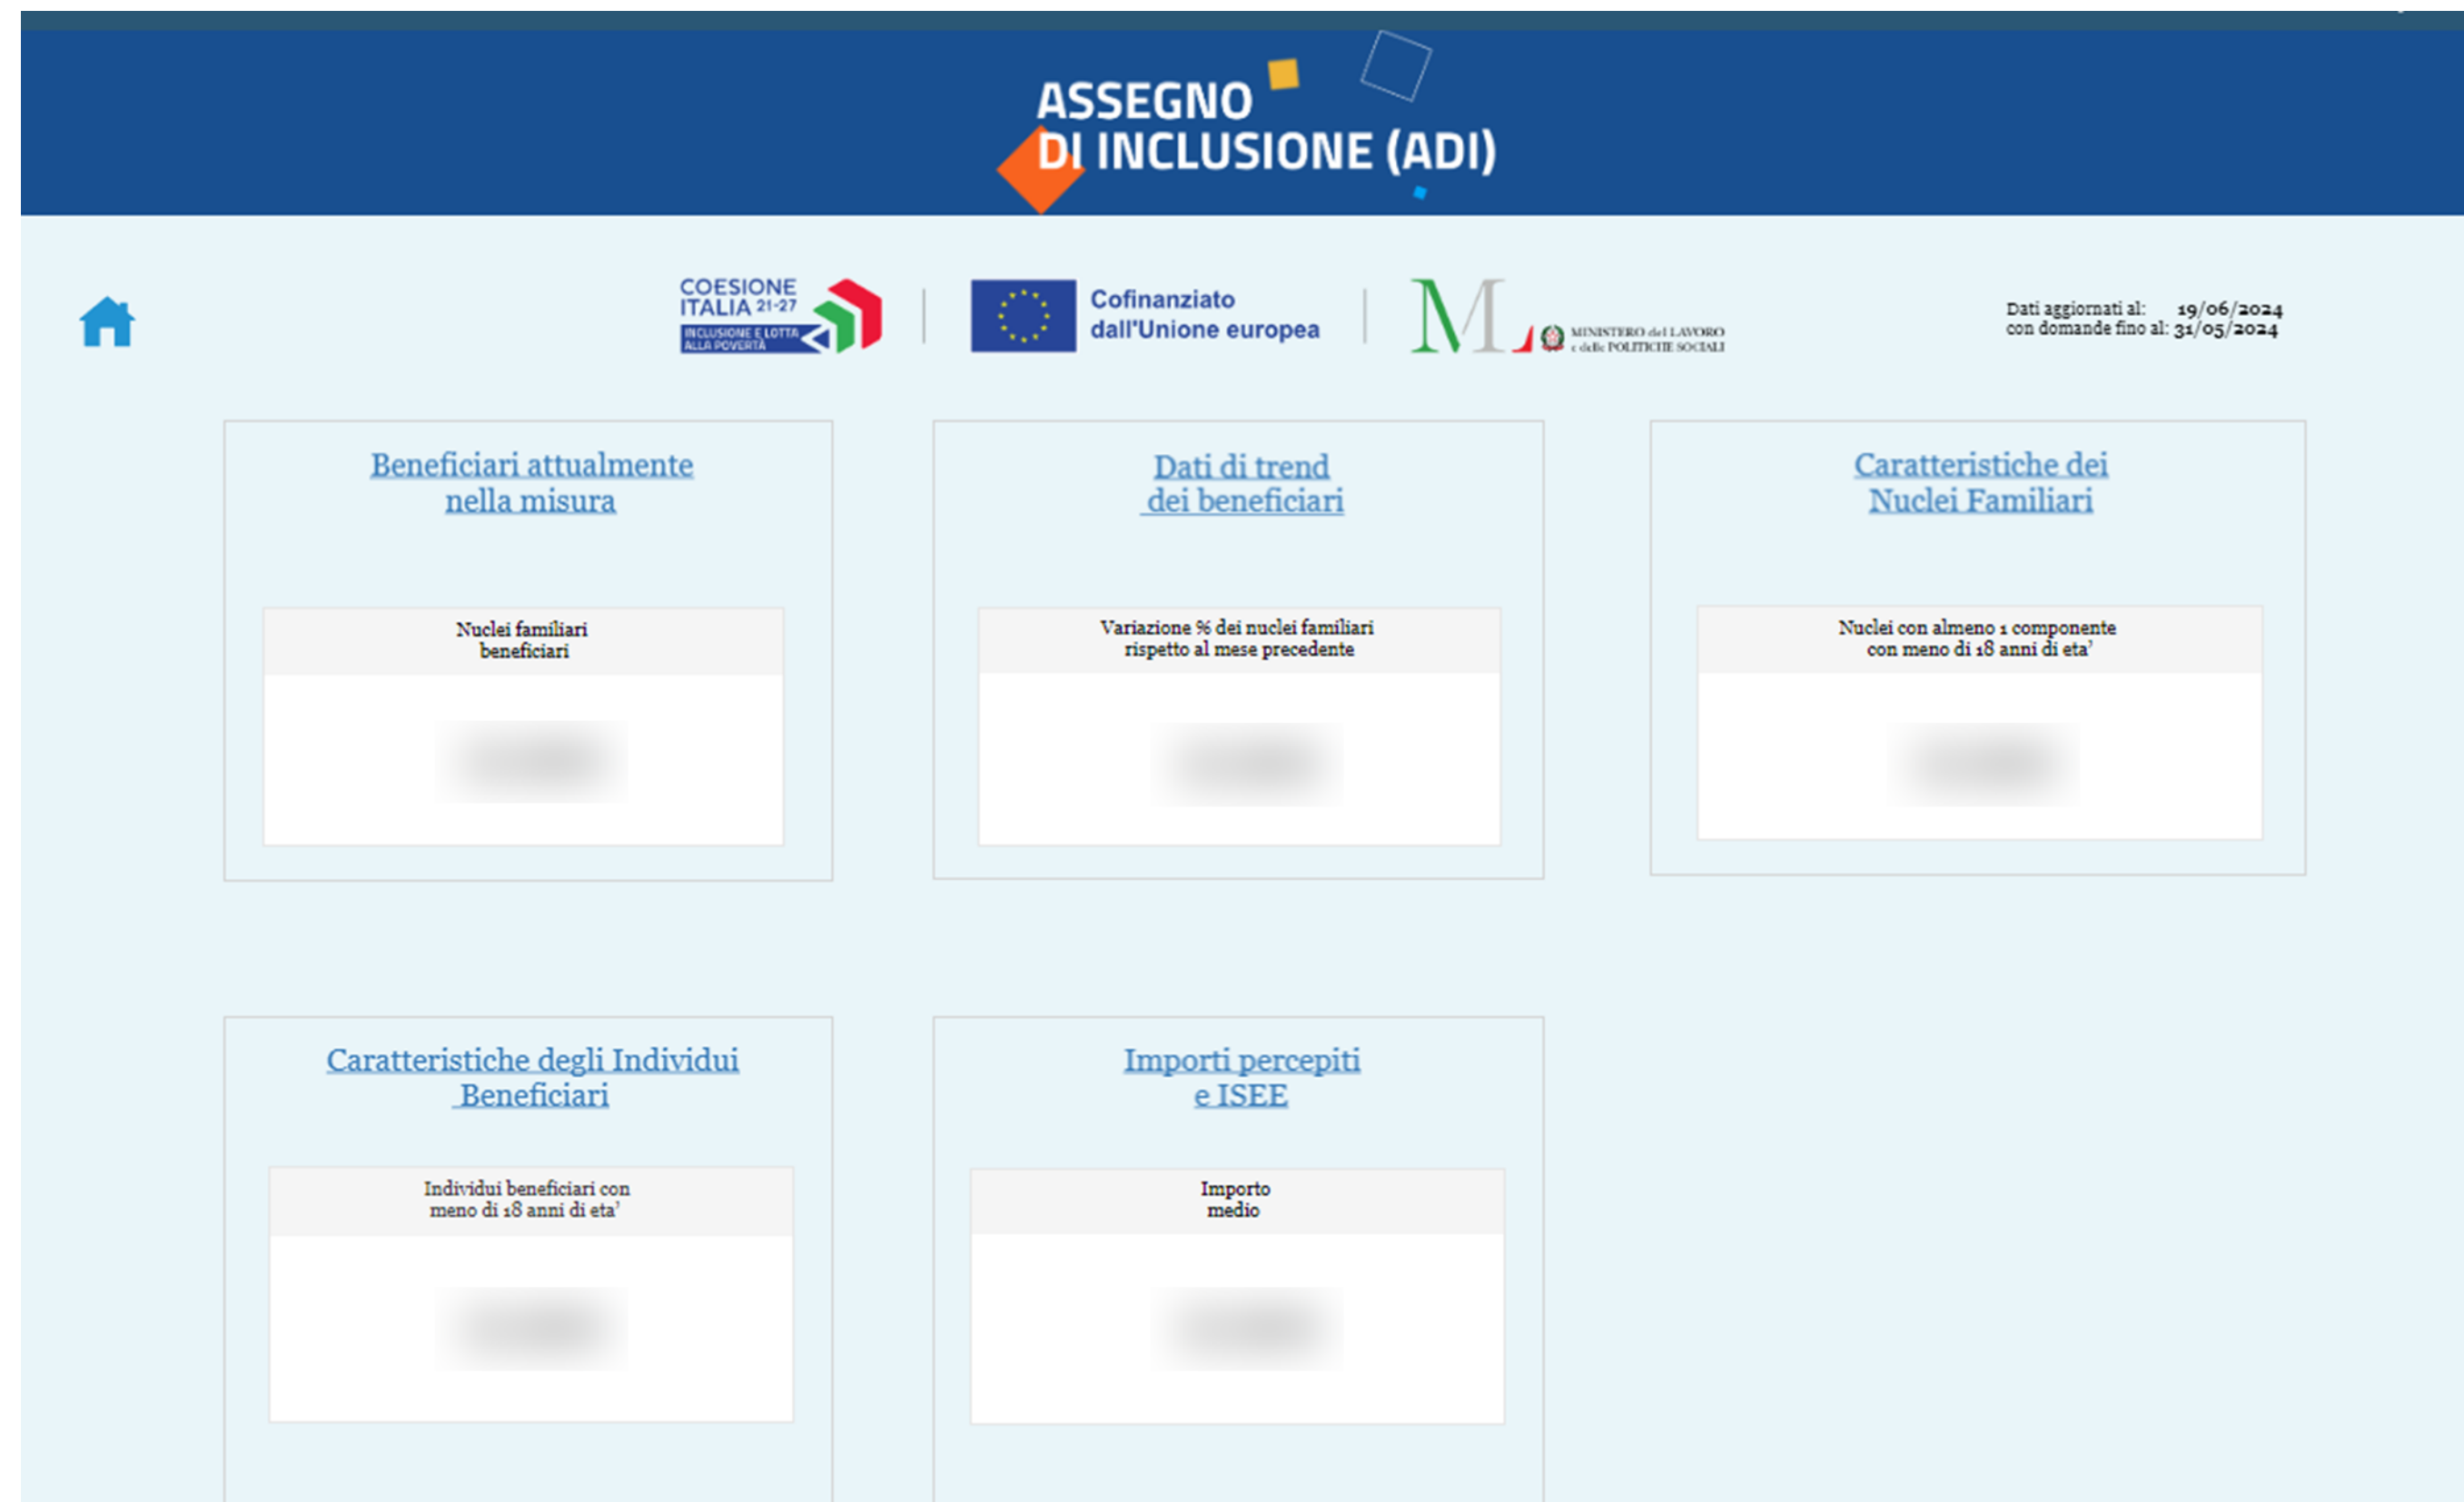 ASSEGNO
DI INCLUSIONE (ADI)
COESIONE
ITALIA 21-27
INCLUSIONE E LOTTA
ALLA POVERTÀ
Cofinanziato
dall'Unione europea
MINISTERO del LAVORO
e delle POLITICHE SOCIALI
Dati aggiornati al: 19/06/2024
con domande fino al: 31/05/2024
Beneficiari attualmente
nella misura
Nuclei familiari
beneficiari
Dati di trend
dei beneficiari
Variazione % dei nuclei familiari
rispetto al mese precedente
Caratteristiche dei
Nuclei Familiari
Nuclei con almeno 1 componente
con meno di 18 anni di eta’
Caratteristiche degli Individui
Beneficiari
Individui beneficiari con
meno di 18 anni di eta’
Importi percepiti
e ISEE
Importo
medio